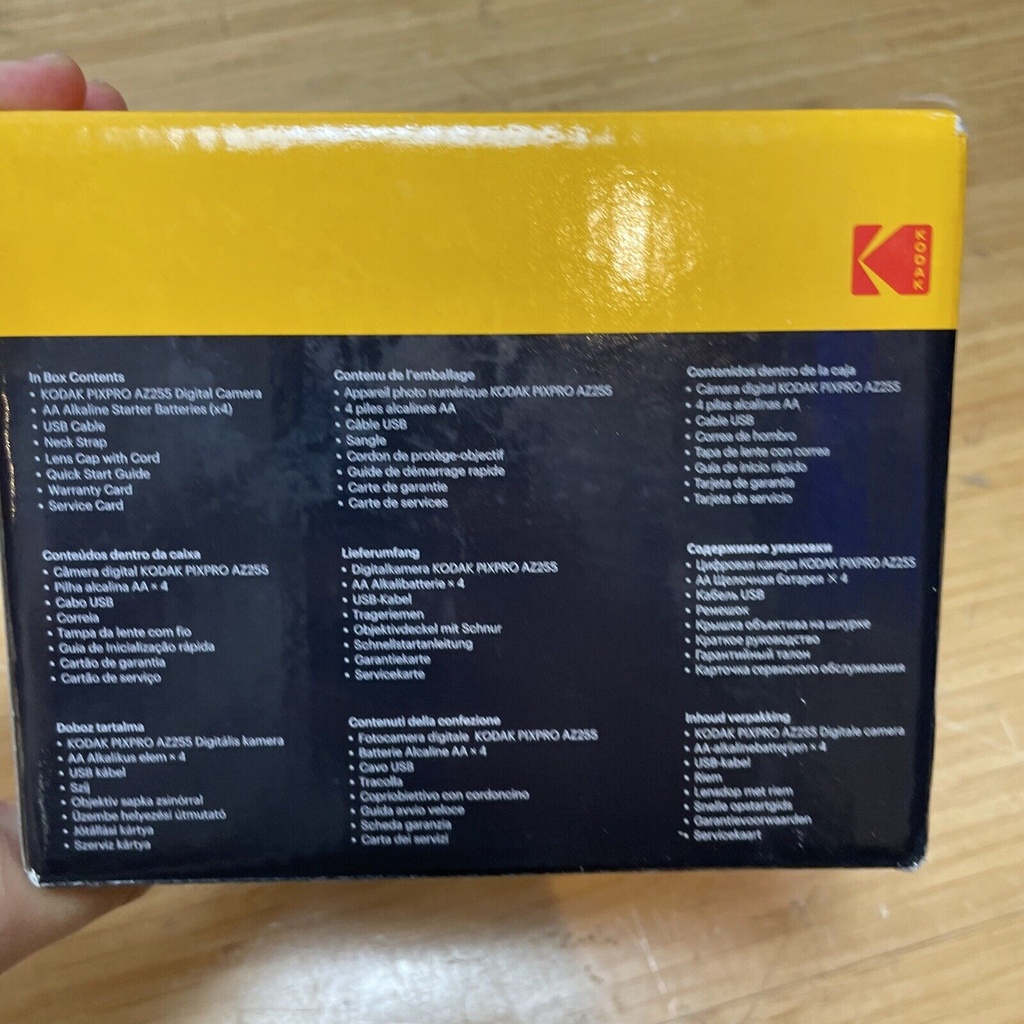 KODAK
In Box Contents
• KODAK PIXPRO AZ255 Digital Camera
• AA Alkaline Starter Batteries (x4)
• USB Cable
• Neck Strap
• Lens Cap with Cord
• Quick Start Guide
• Warranty Card
• Service Card
Contenu de l'emballage
• Appareil photo numérique KODAK PIXPRO AZ255
• 4 piles alcalines AA
• Câble USB
• Sangle
• Cordon de protège-objectif
• Guide de démarrage rapide
• Carte de garantie
• Carte de services
Contenidos dentro de la caja
• Cámara digital KODAK PIXPRO AZ255
• 4 pilas alcalinas AA
• Cable USB
• Correa de hombro
• Tapa de lente con correa
• Guía de inicio rápido
• Tarjeta de garantía
• Tarjeta de servicio
Conteúdos dentro da caixa
• Câmera digital KODAK PIXPRO AZ255
• Pilha alcalina AA × 4
• Cabo USB
• Correia
• Tampa da lente com fio
• Guia de inicialização rápida
• Cartão de garantia
• Cartão de serviço
Lieferumfang
• Digitalkamera KODAK PIXPRO AZ255
• AA Alkalibatterie × 4
• USB-Kabel
• Trageriemen
• Objektivdeckel mit Schnur
• Schnellstartanleitung
• Garantiekarte
• Servicekarte
Содержимое упаковки
• Цифровая камера KODAK PIXPRO AZ255
• AA Щелочная батарея × 4
• Кабель USB
• Ремешок
• Крышка объектива на шнурке
• Краткое руководство
• Гарантийный талон
• Карточка сервисного обслуживания
Doboz tartalma
• KODAK PIXPRO AZ255 Digitális kamera
• AA Alkalikus elem × 4
• USB kábel
• Szíj
• Objektív sapka zsinórral
• Üzembe helyezési útmutató
• Jótállási kártya
• Szerviz kártya
Contenuti della confezione
• Fotocamera digitale KODAK PIXPRO AZ255
• Batterie Alcaline AA × 4
• Cavo USB
• Tracolla
• Copriobiettivo con cordoncino
• Guida avvio veloce
• Scheda garanzia
• Carta dei servizi
Inhoud verpakking
• KODAK PIXPRO AZ255 Digitale camera
• AA-alkalinebatterijen × 4
• USB-kabel
• Riem
• Lensdop met riem
• Snelle opstartgids
• Garantievoorwaarden
• Servicekaart